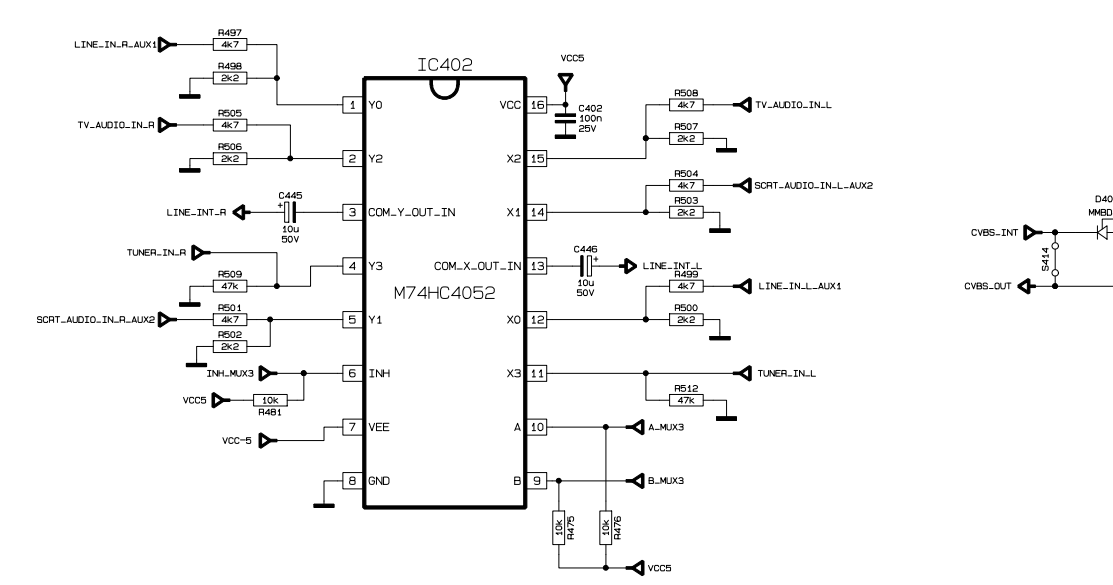 R497
LINE_IN_R_AUX1
4k7
R498
2k2
R505
TV_AUDIO_IN_R
4k7
R506
2k2
C445
+
LINE_INT_R
10u
50V
TUNER_IN_R
R509
47k
R501
SCRT_AUDIO_IN_R_AUX2
4k7
R502
2k2
INH_MUX3
VCC5
10k
R481
VCC-5
IC402
M74HC4052
1 Y0
2 Y2
3 COM_Y_OUT_IN
4 Y3
5 Y1
6 INH
7 VEE
8 GND
VCC 16
X2 15
X1 14
COM_X_OUT_IN 13
X0 12
X3 11
A 10
B 9
VCC5
C402
100n
25V
R508
4k7
TV_AUDIO_IN_L
R507
2k2
R504
4k7
SCRT_AUDIO_IN_L_AUX2
R503
2k2
C446
+
LINE_INT_L
10u
50V
R499
4k7
LINE_IN_L_AUX1
R500
2k2
TUNER_IN_L
R512
47k
A_MUX3
B_MUX3
10k
R475
10k
R476
VCC5
D40
MMBD
CVBS_INT
S414
CVBS_OUT